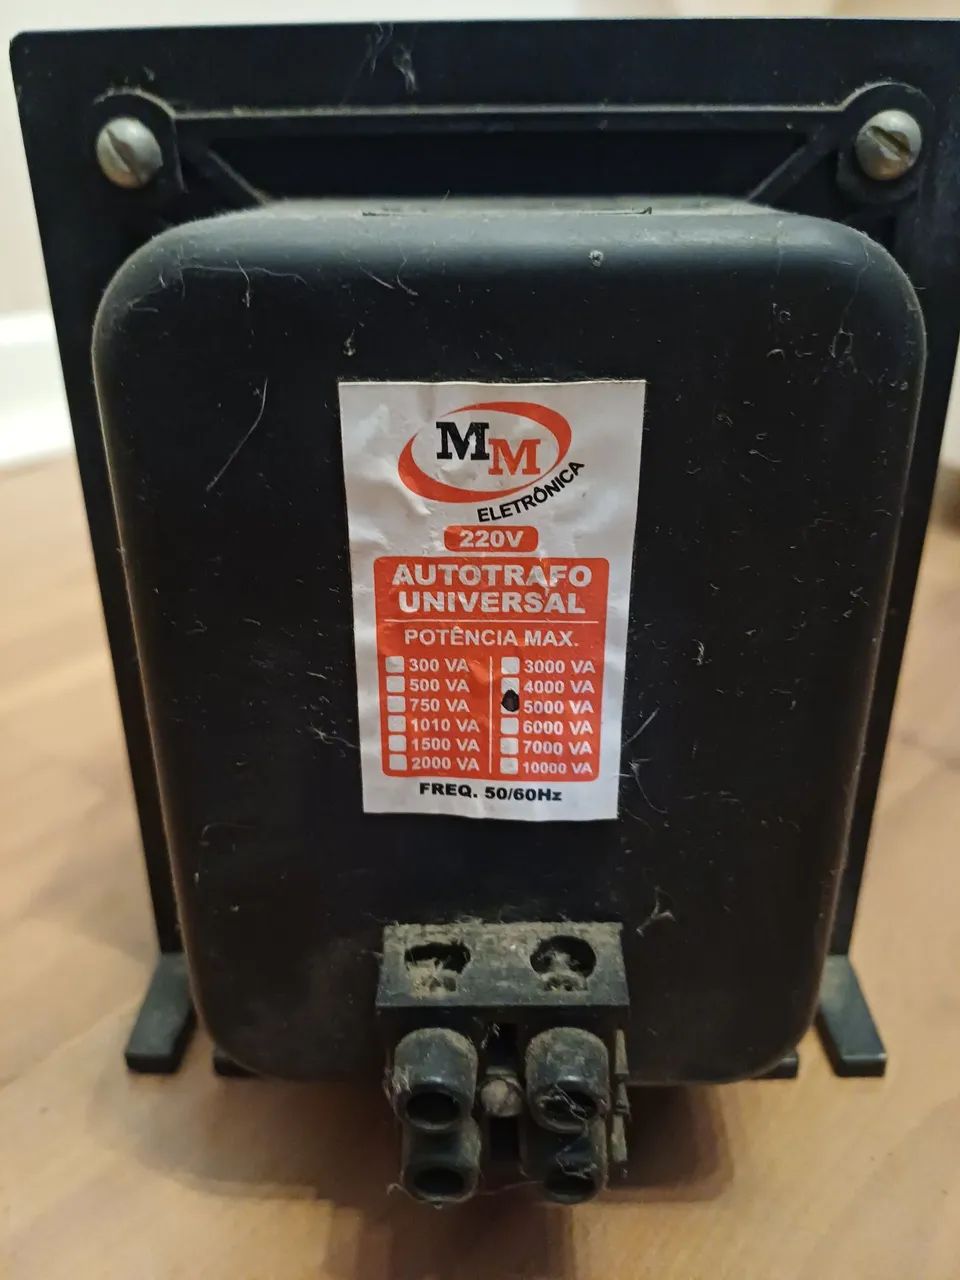 MM
ELETRÔNICA
220V
AUTOTRAFO
UNIVERSAL
POTÊNCIA MAX.
300 VA
500 VA
750 VA
1010 VA
1500 VA
2000 VA
3000 VA
4000 VA
5000 VA
6000 VA
7000 VA
10000 VA
FREQ. 50/60Hz